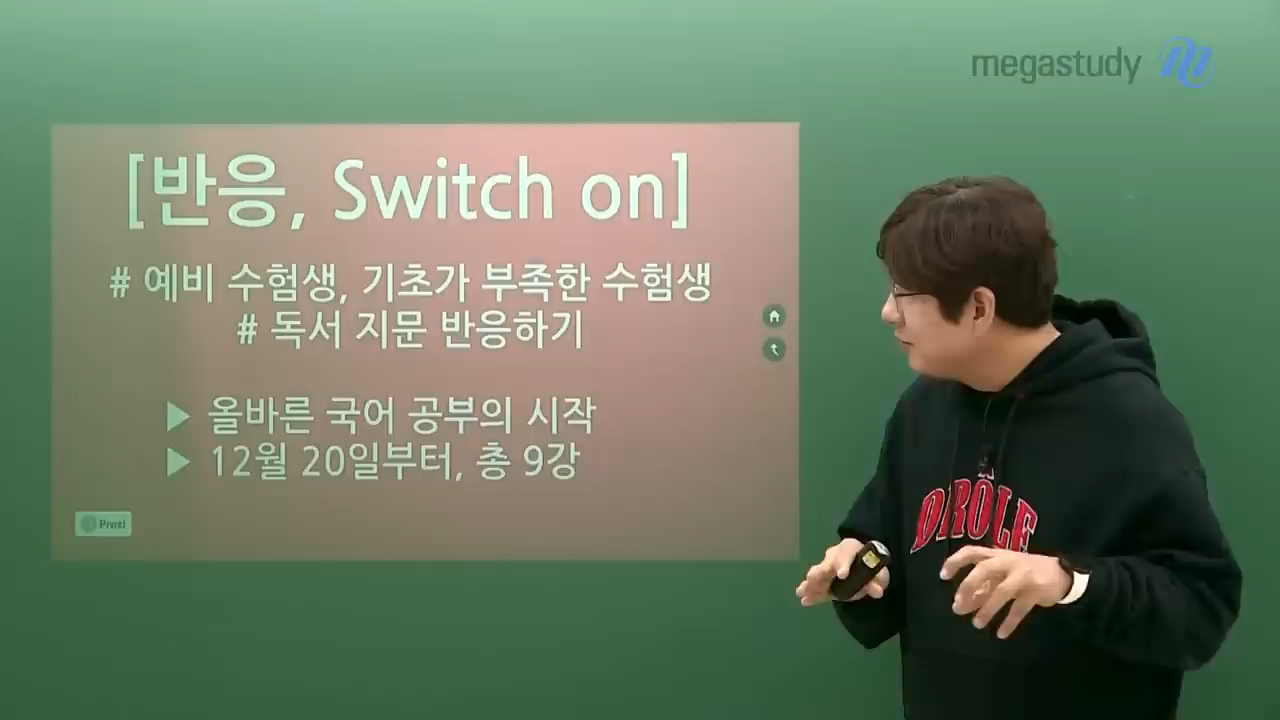 megastudy
[반응, Switch on]
# 예비 수험생, 기초가 부족한 수험생
# 독서 지문 반응하기
▶ 올바른 국어 공부의 시작
▶ 12월 20일부터, 총 9강
Prezi
DRÔLE